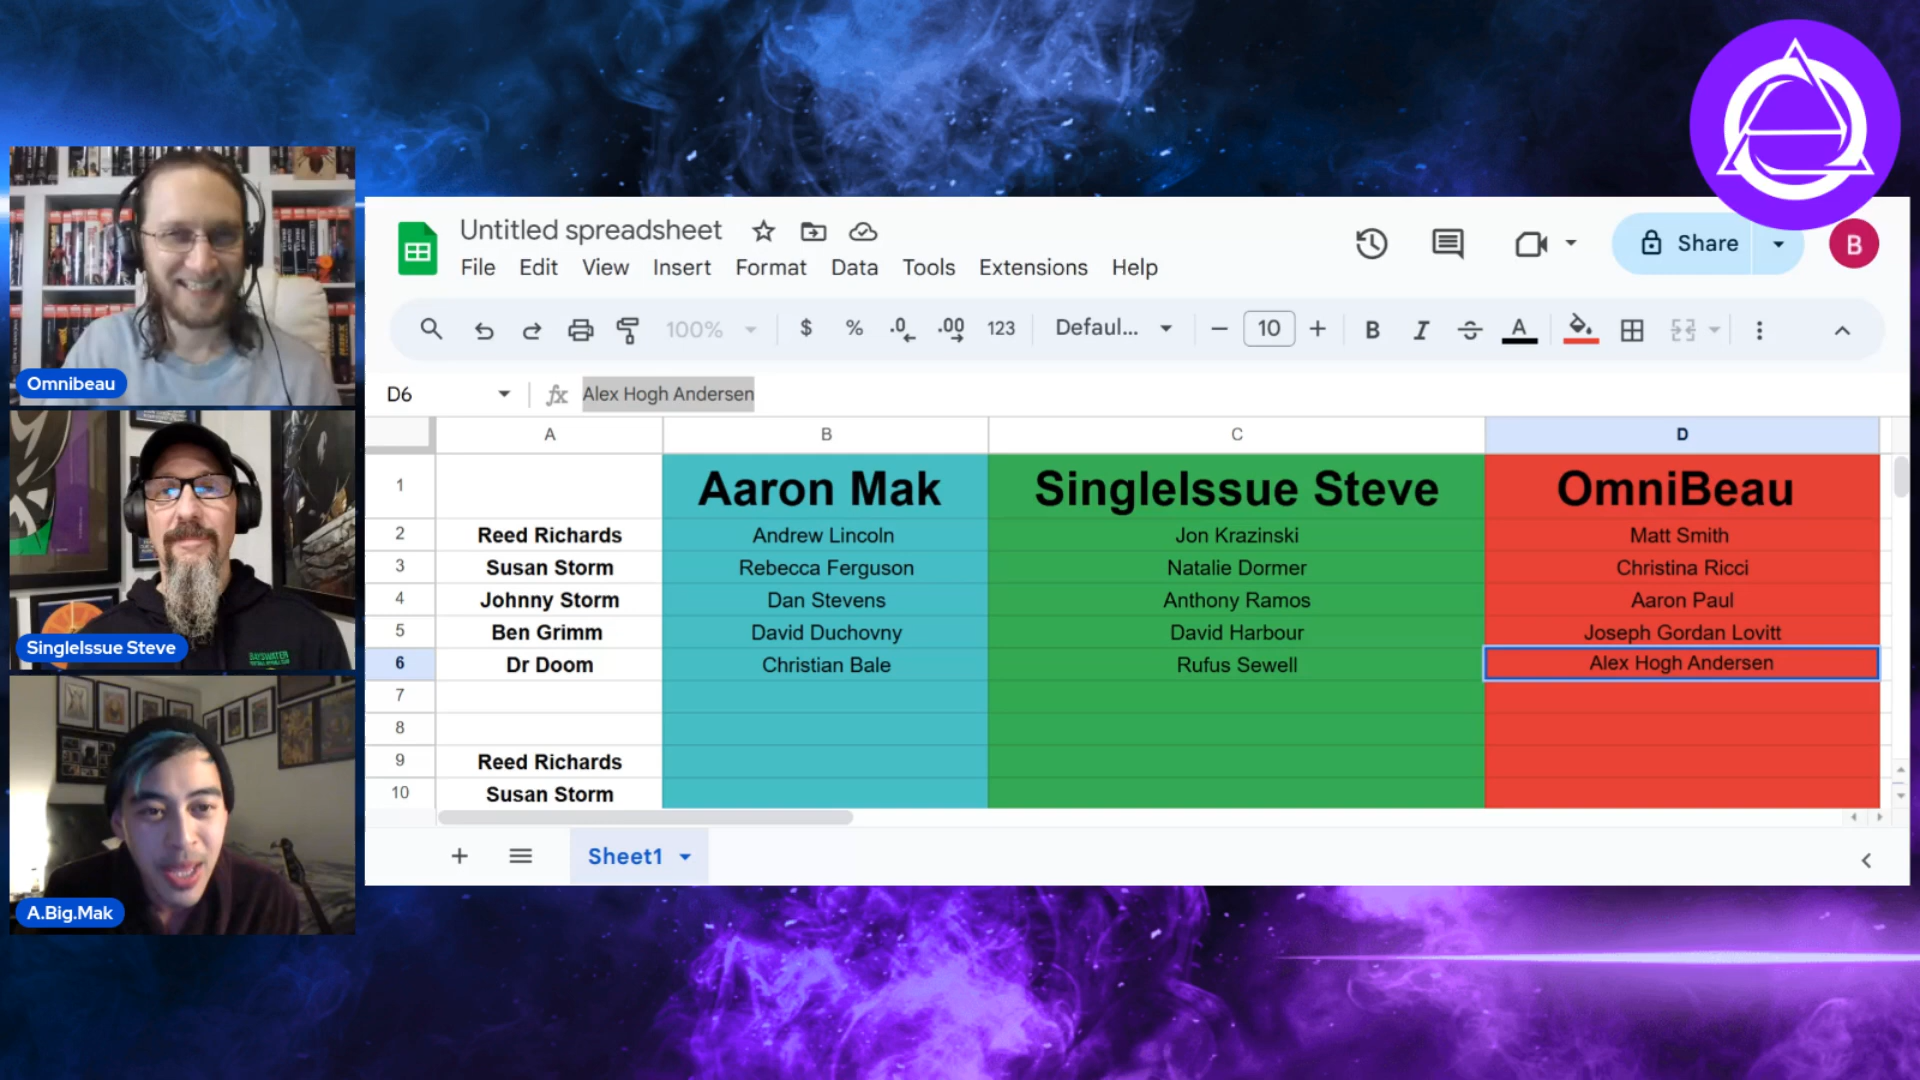 Untitled spreadsheet
File Edit View Insert Format Data Tools Extensions Help
Share
B
100% $ % .0 .00 123 Defaul... − 10 + B I A
D6 fx Alex Hogh Andersen
A B C D
1 Aaron Mak SingleIssue Steve OmniBeau
2 Reed Richards Andrew Lincoln Jon Krazinski Matt Smith
3 Susan Storm Rebecca Ferguson Natalie Dormer Christina Ricci
4 Johnny Storm Dan Stevens Anthony Ramos Aaron Paul
5 Ben Grimm David Duchovny David Harbour Joseph Gordan Lovitt
6 Dr Doom Christian Bale Rufus Sewell Alex Hogh Andersen
7
8
9 Reed Richards
10 Susan Storm
+ Sheet1
Omnibeau
BAYSWATER
SingleIssue Steve
A.Big.Mak